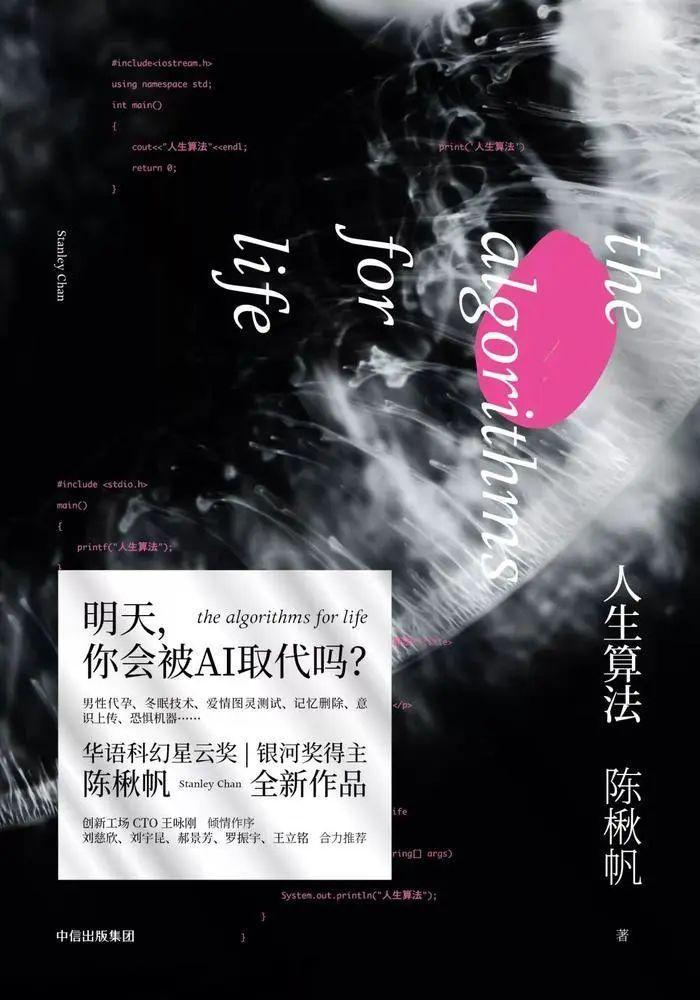 #include<iostream.h>
using namespace std;
int main()
{
cout<<"人生算法"<<endl;
return 0;
}
print('人生算法')
Stanley Chan
the
algorithms
for
life
#include <stdio.h>
main()
{
printf("人生算法");
}
人生算法 陈楸帆
著
明天， the algorithms for life
你会被AI取代吗？
男性代孕、冬眠技术、爱情图灵测试、记忆删除、意
识上传、恐惧机器……
华语科幻星云奖 | 银河奖得主
陈楸帆 Stanley Chan 全新作品
创新工场 CTO 王咏刚 倾情作序
刘慈欣、刘宇昆、郝景芳、罗振宇、王立铭 合力推荐
</p>
ife
ring[] args)
System.out.println("人生算法");
}
}
中信出版集团